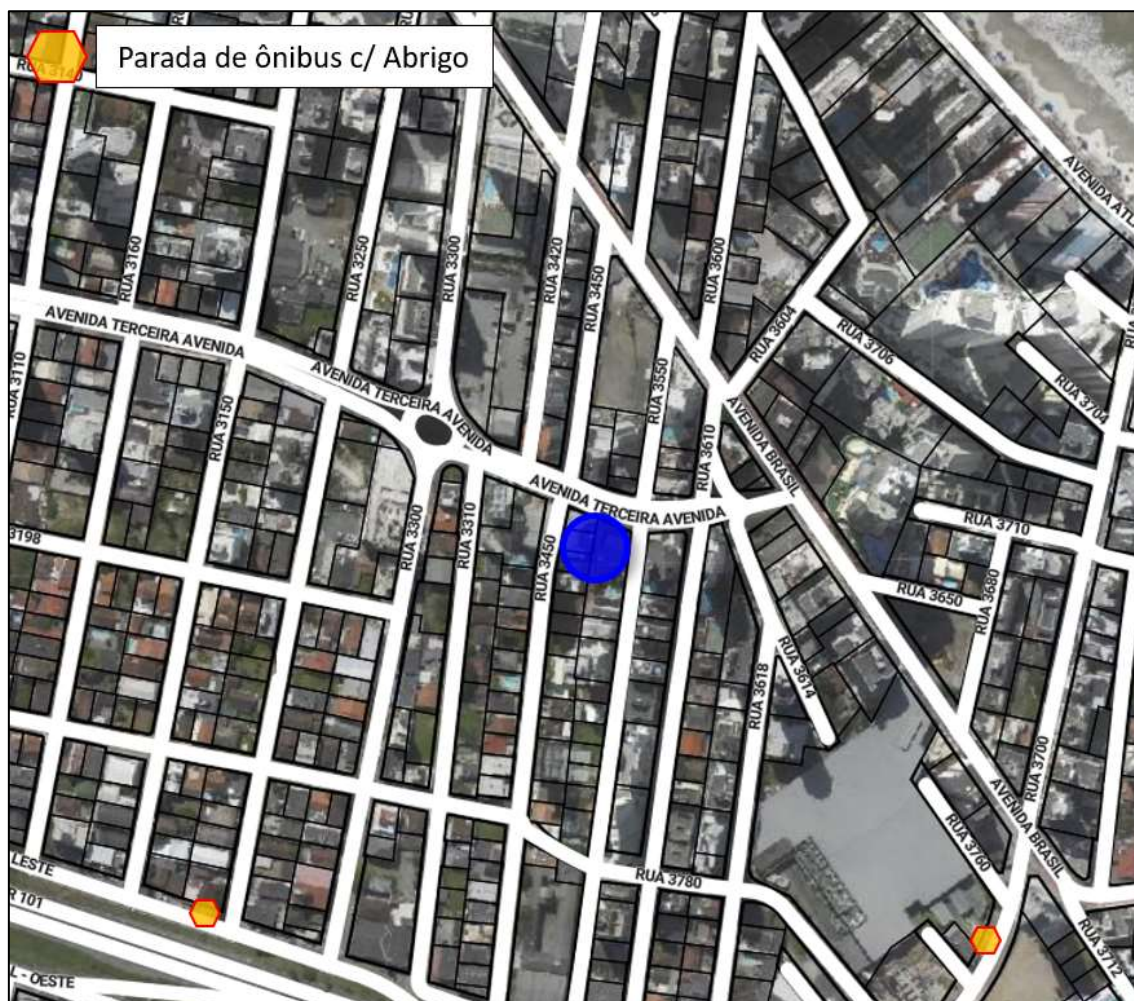 Parada de ônibus c/ Abrigo
RUA 3140
AVENIDA ATL
RUA 3160
RUA 3250
RUA 3300
RUA 3420
RUA 3450
RUA 3600
RUA 3604
RUA 3706
AVENIDA TERCEIRA AVENIDA
AVENIDA TERCEIRA AVENIDA
RUA 3110
RUA 3150
RUA 3550
RUA 3704
AVENIDA BRASIL
RUA 3610
AVENIDA TERCEIRA AVENIDA
RUA 3300
RUA 3310
RUA 3450
RUA 3710
3198
RUA 3650
RUA 3680
RUA 3614
RUA 3618
RUA 3700
AVENIDA BRASIL
RUA 3760
RUA 3780
LESTE
R 101
RUA 3712
L - OESTE